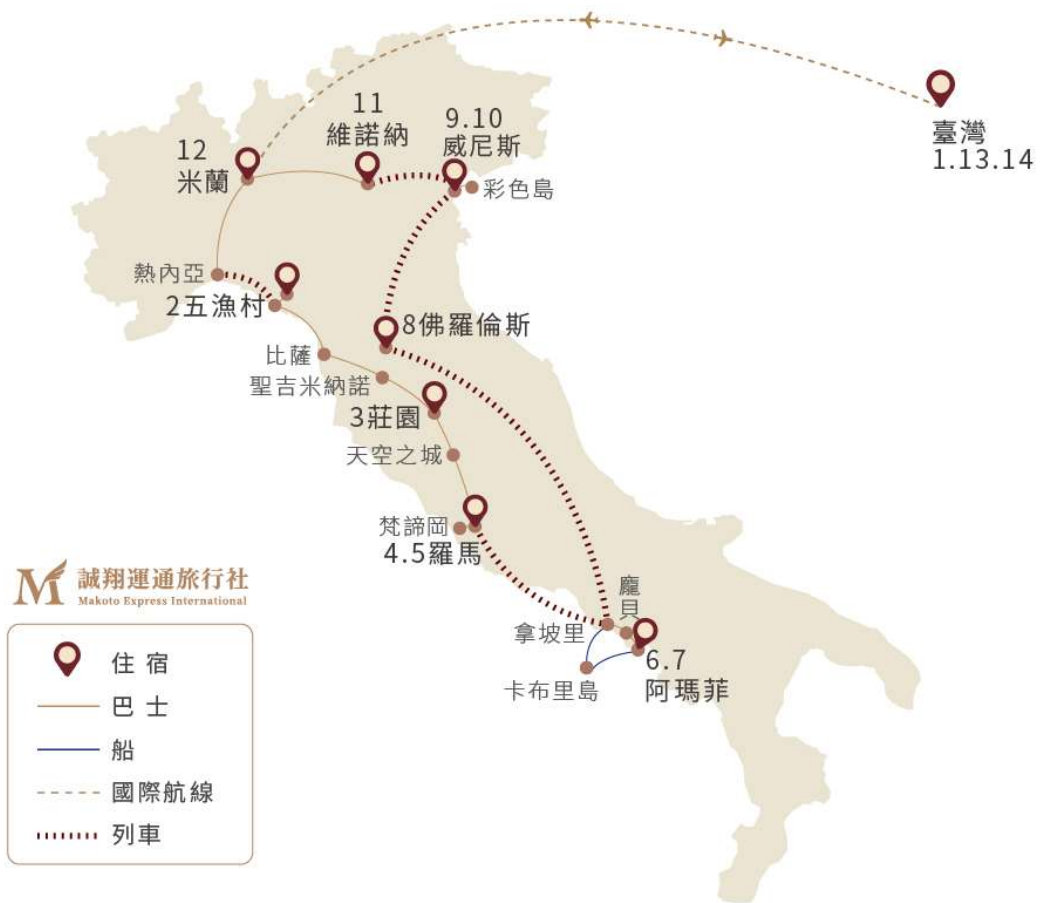 11
維諾納
9.10
威尼斯
12
米蘭
彩色島
臺灣
1.13.14
熱內亞
2五漁村
8佛羅倫斯
比薩
聖吉米納諾
3莊園
天空之城
梵諦岡
4.5羅馬
龐
貝
拿坡里
6.7
阿瑪菲
卡布里島
M 誠翔運通旅行社
Makoto Express International
住 宿
巴 士
船
國際航線
列車